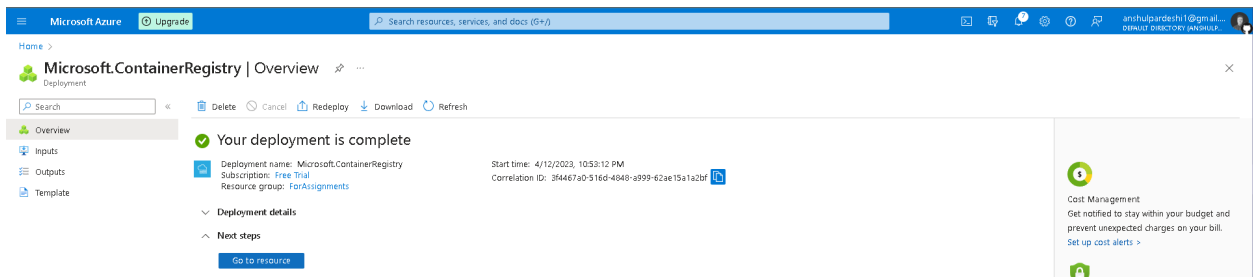 Microsoft Azure
Upgrade
Search resources, services, and docs (G+/)
7
anshulpardeshi1@gmail....
DEFAULT DIRECTORY (ANSHULP...
Home >
Microsoft.ContainerRegistry | Overview ...
Deployment
Search
«
Delete Cancel Redeploy Download Refresh
Overview
Inputs
Outputs
Template
Your deployment is complete
Deployment name: Microsoft.ContainerRegistry
Subscription: Free Trial
Resource group: ForAssignments
Start time: 4/12/2023, 10:53:12 PM
Correlation ID: 3f4467a0-516d-4848-a999-62ae15a1a2bf
Deployment details
Next steps
Go to resource
$
Cost Management
Get notified to stay within your budget and
prevent unexpected charges on your bill.
Set up cost alerts >